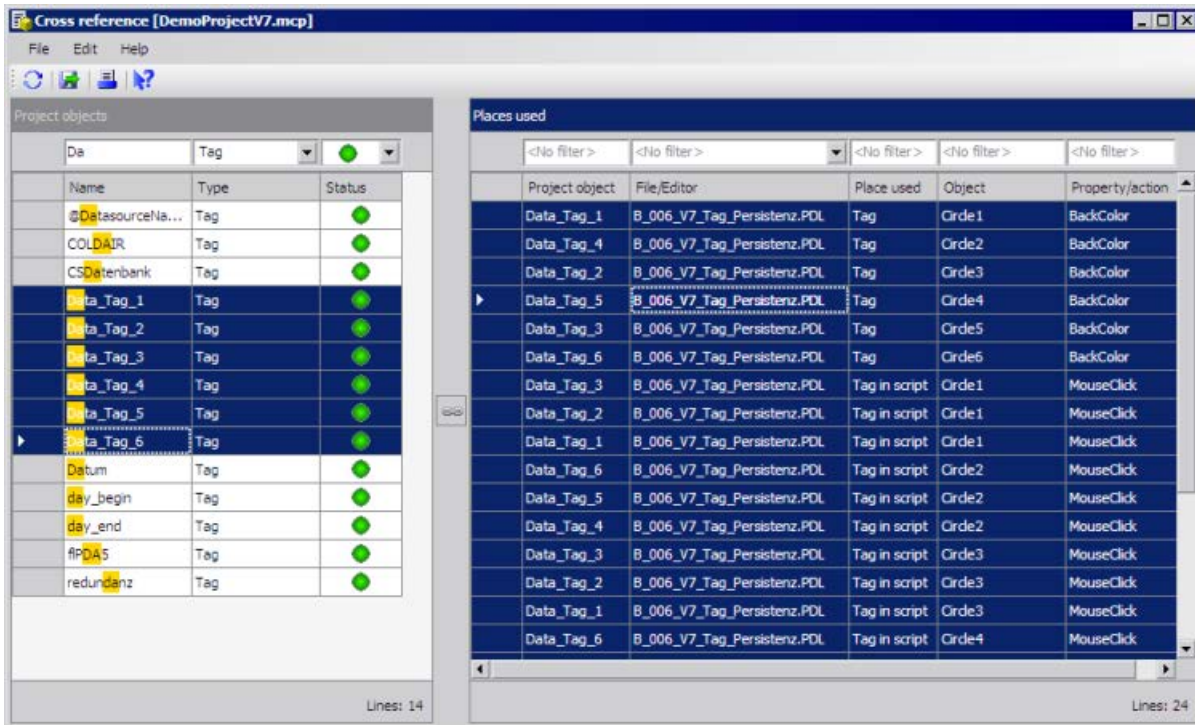 Cross reference [DemoProjectV7.mcp]
File Edit Help
Project objects
Places used
Da Tag
<No filter> <No filter> <No filter> <No filter> <No filter>
Name Type Status
Project object File/Editor Place used Object Property/action
@DatasourceNa... Tag
COLDAIR Tag
CSDatenbank Tag
Data_Tag_1 Tag
Data_Tag_2 Tag
Data_Tag_3 Tag
Data_Tag_4 Tag
Data_Tag_5 Tag
Data_Tag_6 Tag
Datum Tag
day_begin Tag
day_end Tag
flPDA5 Tag
redundanz Tag
Data_Tag_1 B_006_V7_Tag_Persistenz.PDL Tag Circle1 BackColor
Data_Tag_4 B_006_V7_Tag_Persistenz.PDL Tag Circle2 BackColor
Data_Tag_2 B_006_V7_Tag_Persistenz.PDL Tag Circle3 BackColor
Data_Tag_5 B_006_V7_Tag_Persistenz.PDL Tag Circle4 BackColor
Data_Tag_3 B_006_V7_Tag_Persistenz.PDL Tag Circle5 BackColor
Data_Tag_6 B_006_V7_Tag_Persistenz.PDL Tag Circle6 BackColor
Data_Tag_3 B_006_V7_Tag_Persistenz.PDL Tag in script Circle1 MouseClick
Data_Tag_2 B_006_V7_Tag_Persistenz.PDL Tag in script Circle1 MouseClick
Data_Tag_1 B_006_V7_Tag_Persistenz.PDL Tag in script Circle1 MouseClick
Data_Tag_6 B_006_V7_Tag_Persistenz.PDL Tag in script Circle2 MouseClick
Data_Tag_5 B_006_V7_Tag_Persistenz.PDL Tag in script Circle2 MouseClick
Data_Tag_4 B_006_V7_Tag_Persistenz.PDL Tag in script Circle2 MouseClick
Data_Tag_3 B_006_V7_Tag_Persistenz.PDL Tag in script Circle3 MouseClick
Data_Tag_2 B_006_V7_Tag_Persistenz.PDL Tag in script Circle3 MouseClick
Data_Tag_1 B_006_V7_Tag_Persistenz.PDL Tag in script Circle3 MouseClick
Data_Tag_6 B_006_V7_Tag_Persistenz.PDL Tag in script Circle4 MouseClick
Lines: 14
Lines: 24